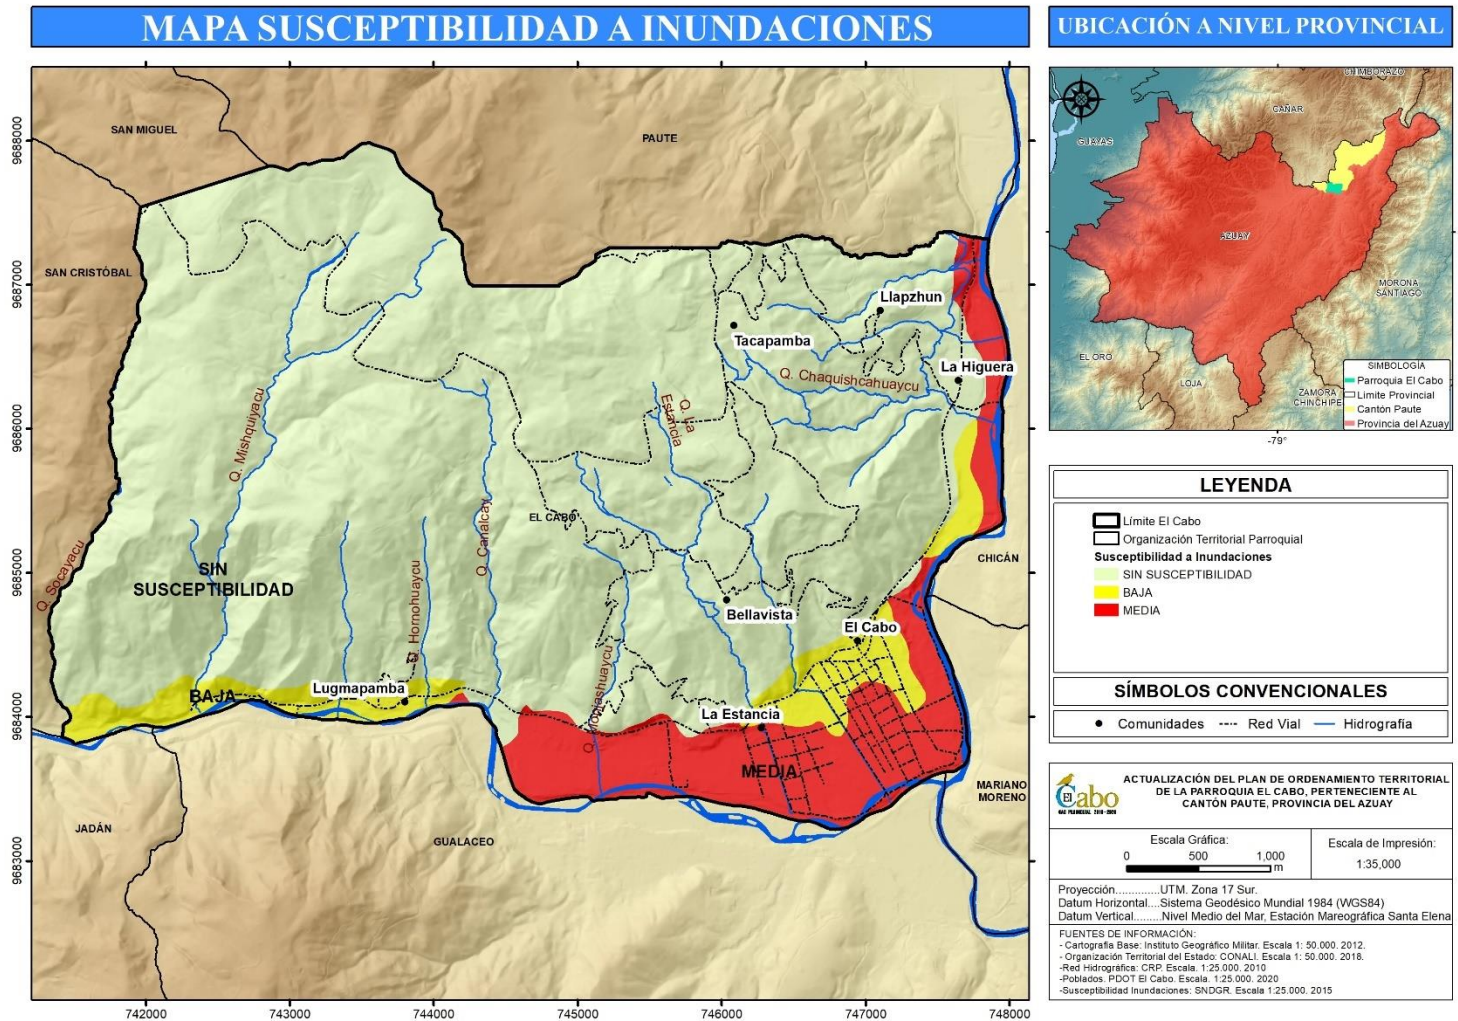 MAPA SUSCEPTIBILIDAD A INUNDACIONES
UBICACIÓN A NIVEL PROVINCIAL
SAN MIGUEL
PAUTE
SAN CRISTÓBAL
Llapzhun
Tacapamba
La Higuera
Q. Chaquishcahuaycu
Q. La
Estancia
Q. Mishquiyacu
Q. Canalcay
EL CABO
CHICÁN
Q. Socayacu
SIN
SUSCEPTIBILIDAD
Q. Hornohuaycu
Bellavista
El Cabo
BAJA
Lugmapamba
La Estancia
MEDIA
MARIANO
MORENO
JADÁN
GUALACEO
9688000
9687000
9686000
9685000
9684000
9683000
742000
743000
744000
745000
746000
747000
748000
CHIMBORAZO
CAÑAR
GUAYAS
AZUAY
MORONA
SANTIAGO
EL ORO
LOJA
ZAMORA
CHINCHIPE
-79°
SIMBOLOGÍA
Parroquia El Cabo
Limite Provincial
Cantón Paute
Provincia del Azuay
LEYENDA
Límite El Cabo
Organización Territorial Parroquial
Susceptibilidad a Inundaciones
SIN SUSCEPTIBILIDAD
BAJA
MEDIA
SÍMBOLOS CONVENCIONALES
Comunidades
Red Vial
Hidrografía
El Cabo
ACTUALIZACIÓN DEL PLAN DE ORDENAMIENTO TERRITORIAL
DE LA PARROQUIA EL CABO, PERTENECIENTE AL
CANTÓN PAUTE, PROVINCIA DEL AZUAY
Escala Gráfica:
0 500 1,000
m
Escala de Impresión:
1:35,000
Proyección.............UTM. Zona 17 Sur.
Datum Horizontal....Sistema Geodésico Mundial 1984 (WGS84)
Datum Vertical.........Nivel Medio del Mar, Estación Mareográfica Santa Elena
FUENTES DE INFORMACIÓN:
- Cartografía Base: Instituto Geográfico Militar. Escala 1: 50.000. 2012.
- Organización Territorial del Estado: CONALI. Escala 1: 50.000. 2018.
-Red Hidrográfica: CRP. Escala. 1:25.000. 2010
-Poblados. PDOT El Cabo. Escala. 1:25.000. 2020
-Susceptibilidad Inundaciones: SNDGR. Escala 1:25.000. 2015